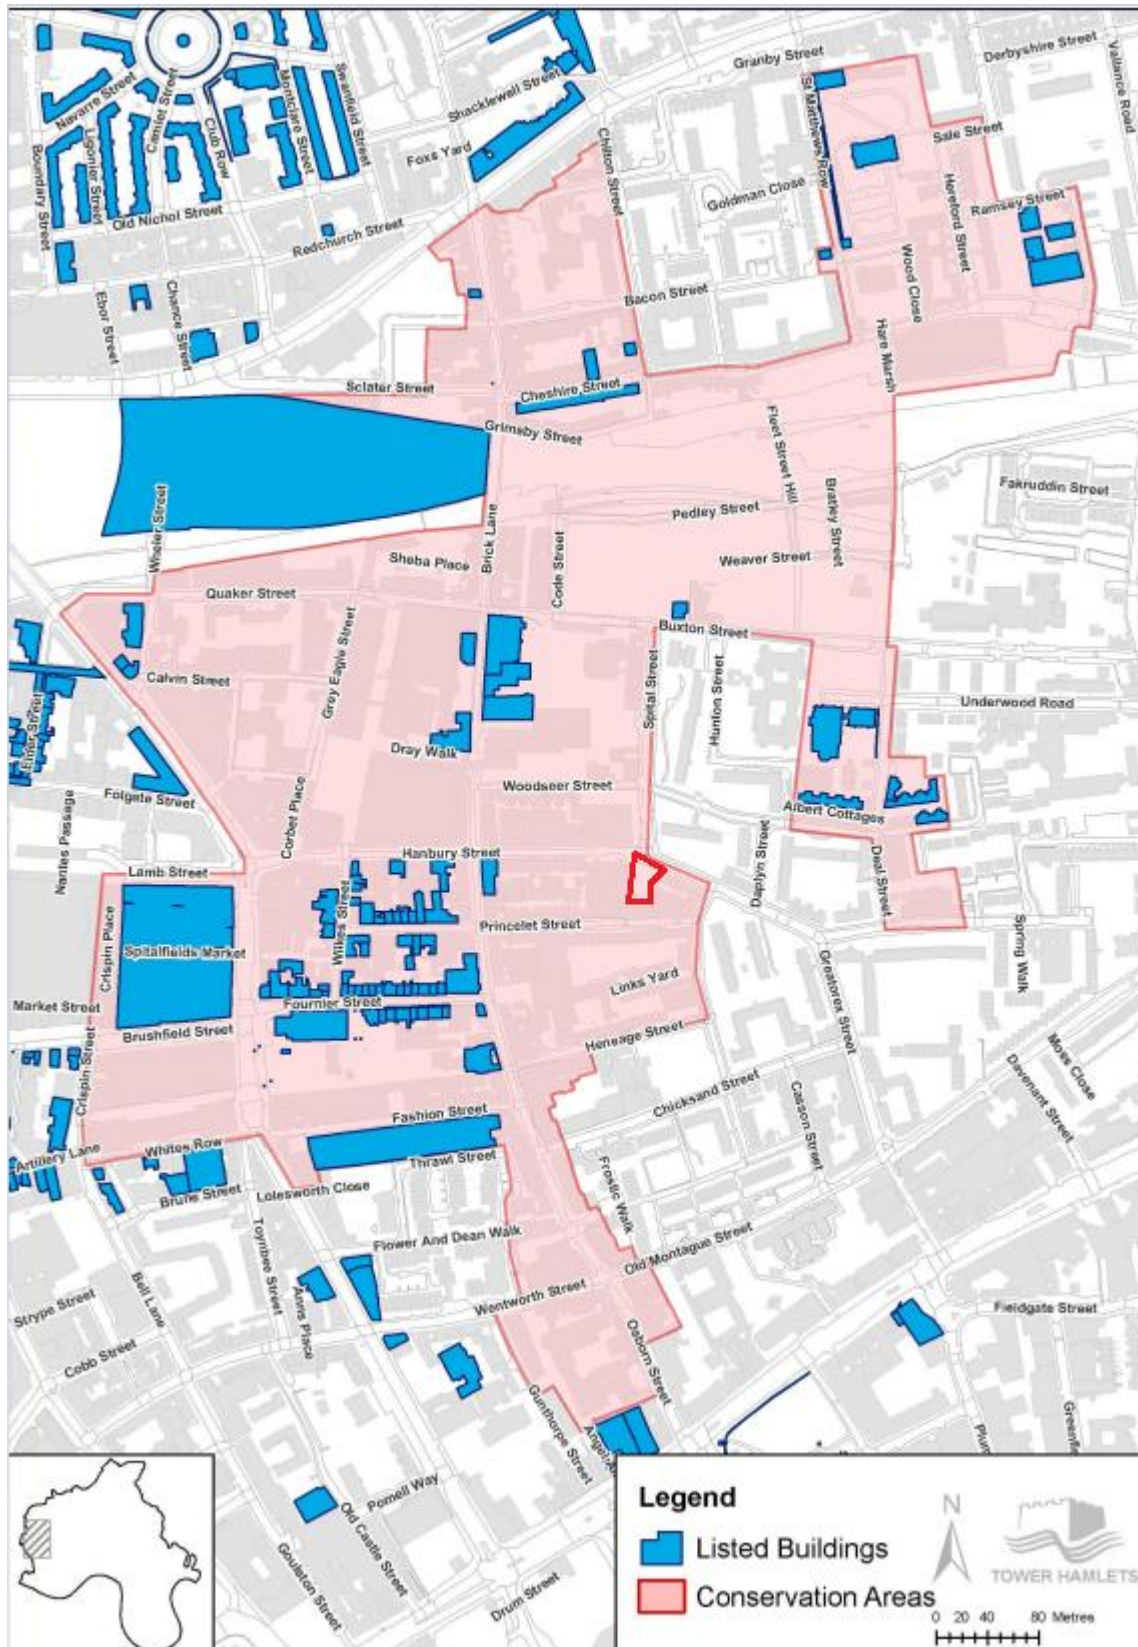 Granby Street
Derbyshire Street
Vallance Road
Swanfield Street
Montclare Street
Navarre Street
Camlet Street
Club Row
Ligonier Street
Boundary Street
Shacklewell Street
Foxs Yard
Chilton Street
St Matthews Row
Sale Street
Goldman Close
Hereford Street
Ramsey Street
Old Nichol Street
Redchurch Street
Wood Close
Bacon Street
Ebor Street
Chance Street
Hare Marsh
Sclater Street
Cheshire Street
Grimsby Street
Fleet Street Hill
Bratley Street
Fakruddin Street
Wheler Street
Pedley Street
Brick Lane
Code Street
Sheba Place
Weaver Street
Quaker Street
Grey Eagle Street
Buxton Street
Calvin Street
Spital Street
Hunton Street
Underwood Road
Elder Street
Dray Walk
Woodseer Street
Folgate Street
Nantes Passage
Corbet Place
Albert Cottages
Hanbury Street
Lamb Street
Daplyn Street
Deal Street
Wilkes Street
Princelet Street
Crispin Place
Spitalfields Market
Spring Walk
Links Yard
Greatorex Street
Market Street
Fournier Street
Brushfield Street
Heneage Street
Crispin Street
Chicksand Street
Casson Street
Davenant Street
Moss Close
Fashion Street
Artillery Lane
Whites Row
Thrawl Street
Brune Street
Lolesworth Close
Frostic Walk
Toynbee Street
Flower And Dean Walk
Old Montague Street
Bell Lane
Annis Place
Wentworth Street
Strype Street
Fieldgate Street
Cobb Street
Osborn Street
Gunthorpe Street
Pomell Way
Old Castle Street
Goulston Street
Drum Street
Legend
Listed Buildings
Conservation Areas
N
TOWER HAMLETS
0 20 40 80 Metres